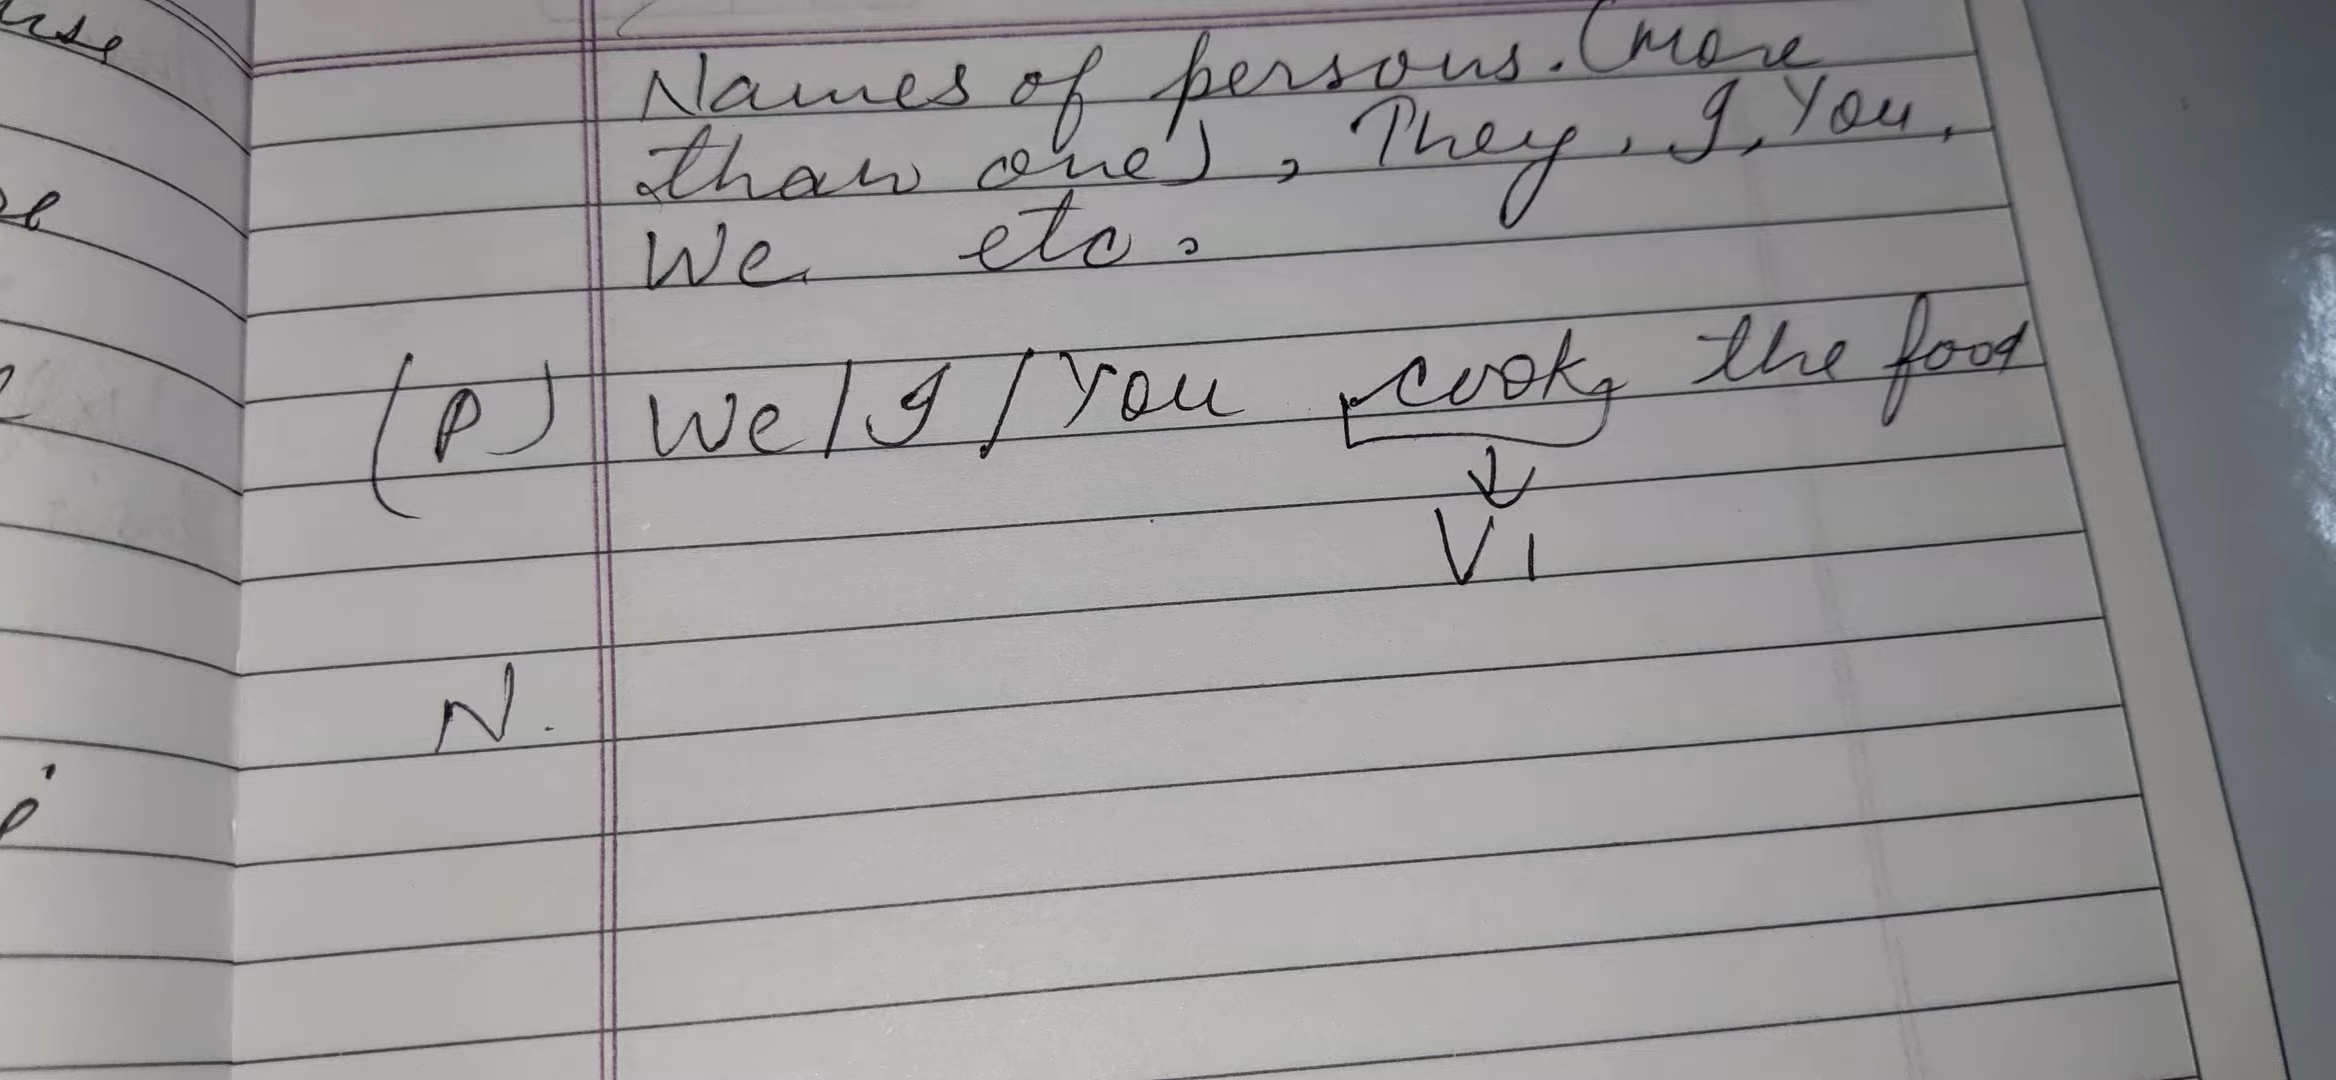 Names of persons. (more
than one), They, I, You,
We etc.
(P) We/I/You cook the food
↓
V1
N.